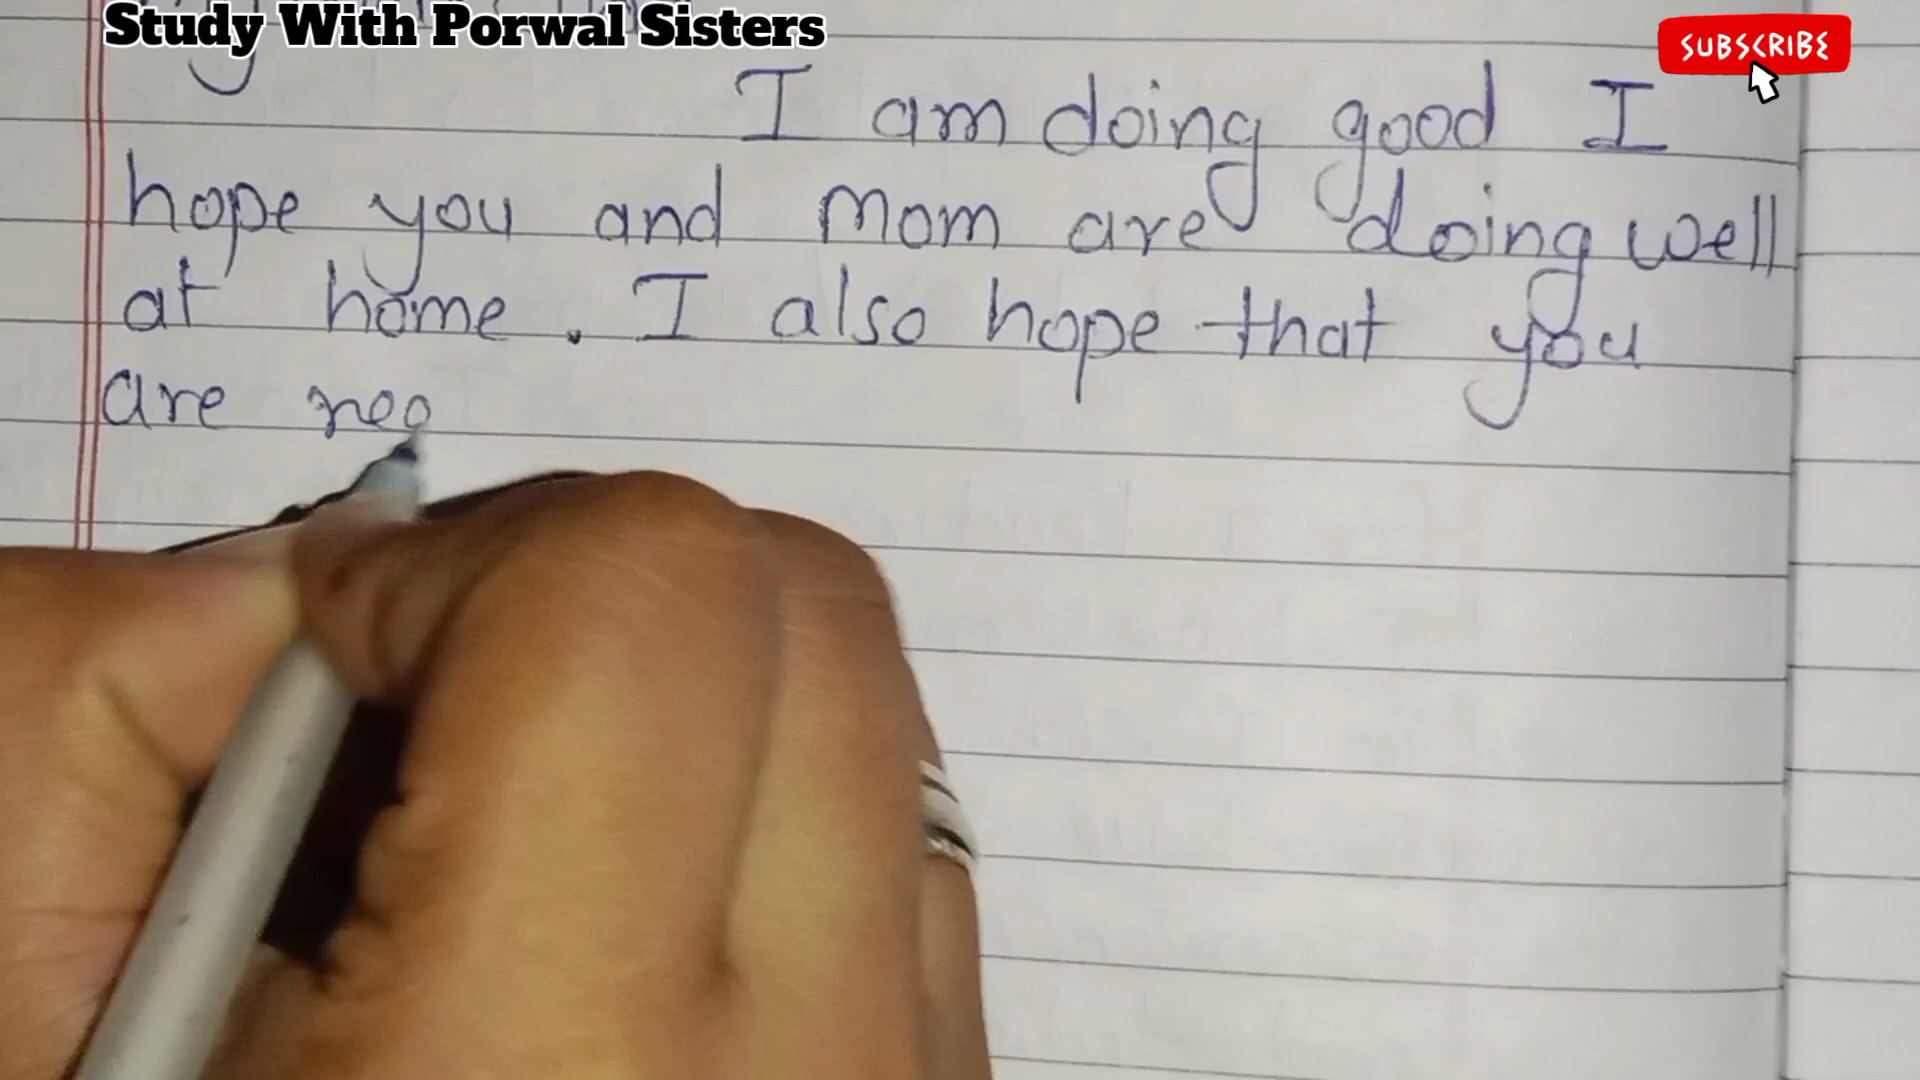 Study With Porwal Sisters
SUBSCRIBE
I am doing good I
hope you and mom are doing well
at home. I also hope that you
are rea